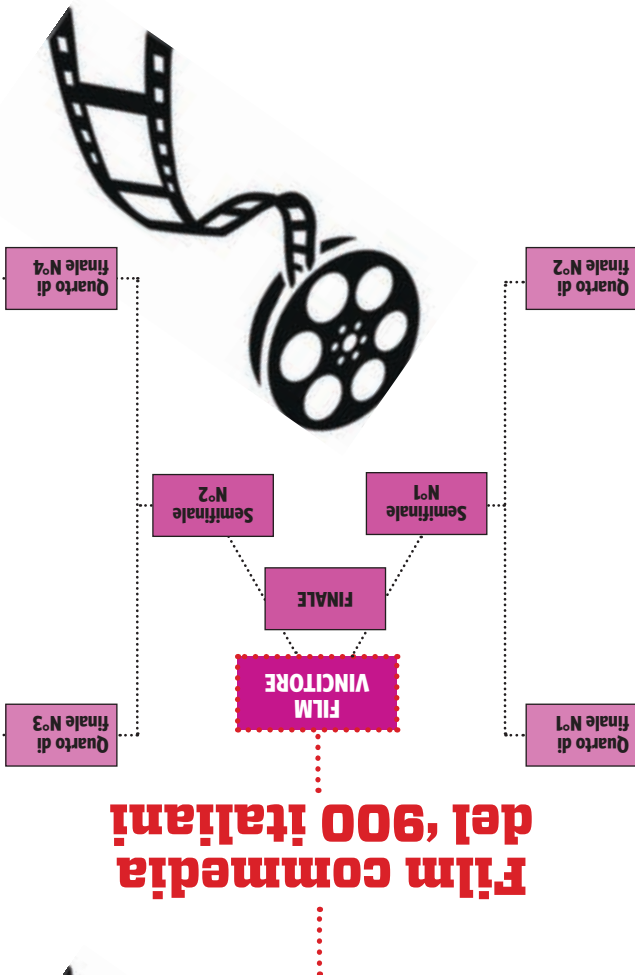 Film commedia
del ‘900 italiani
FILM
VINCITORE
FINALE
Quarto di
finale N°1
Quarto di
finale N°3
Semifinale
N°1
Semifinale
N°2
Quarto di
finale N°2
Quarto di
finale N°4